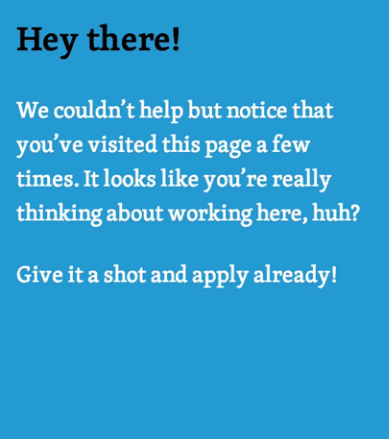 Hey there!
We couldn’t help but notice that
you’ve visited this page a few
times. It looks like you’re really
thinking about working here, huh?
Give it a shot and apply already!